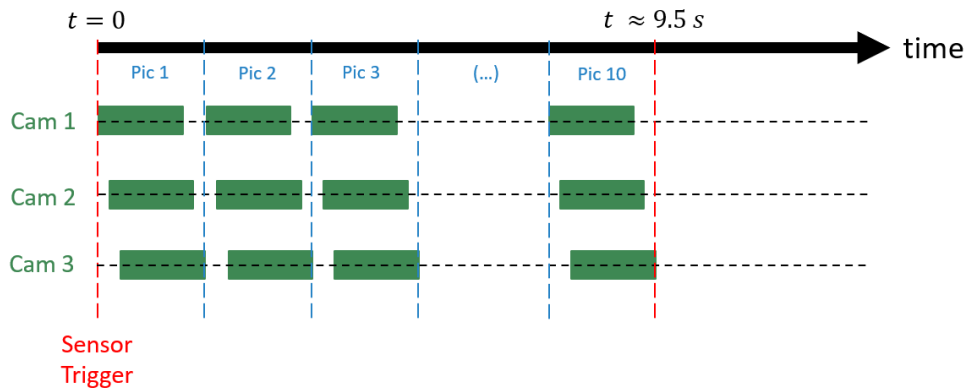 t = 0
t ≈ 9.5 s
time
Pic 1
Pic 2
Pic 3
(...)
Pic 10
Cam 1
Cam 2
Cam 3
Sensor
Trigger